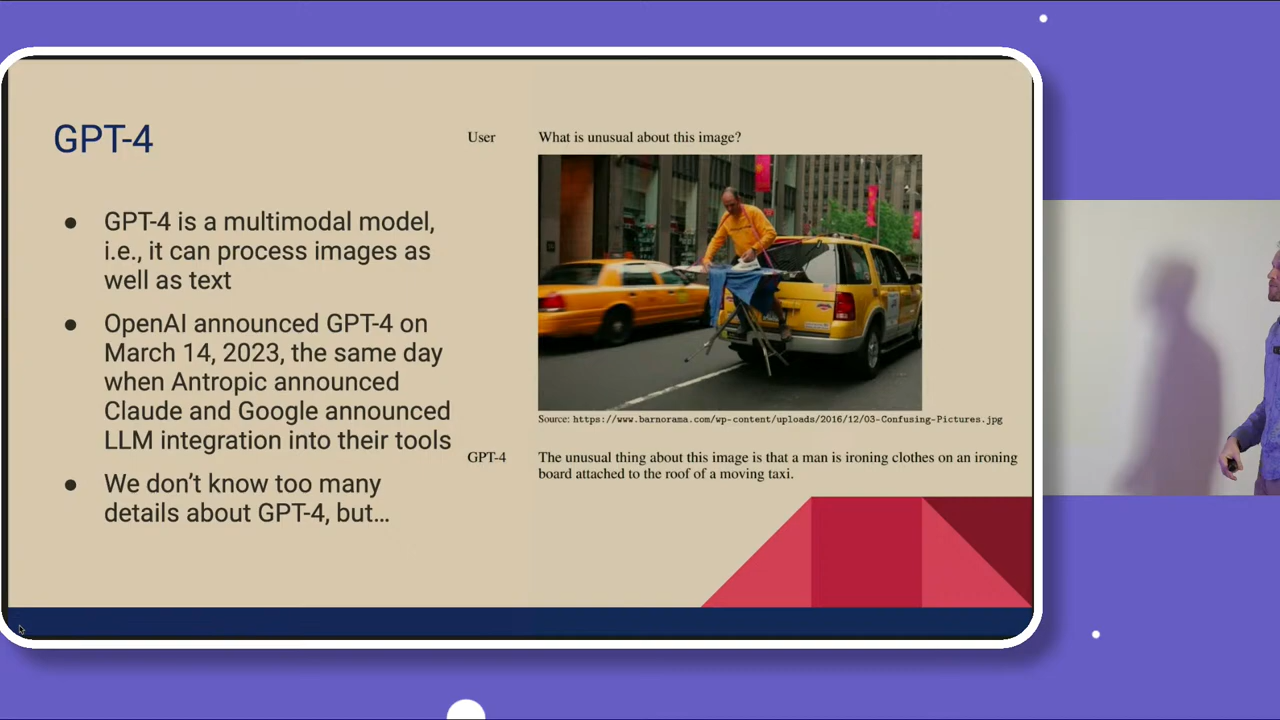 GPT-4
● GPT-4 is a multimodal model,
i.e., it can process images as
well as text
● OpenAI announced GPT-4 on
March 14, 2023, the same day
when Antropic announced
Claude and Google announced
LLM integration into their tools
● We don't know too many
details about GPT-4, but...
User What is unusual about this image?
Source: https://www.barnorama.com/wp-content/uploads/2016/12/03-Confusing-Pictures.jpg
GPT-4 The unusual thing about this image is that a man is ironing clothes on an ironing
board attached to the roof of a moving taxi.